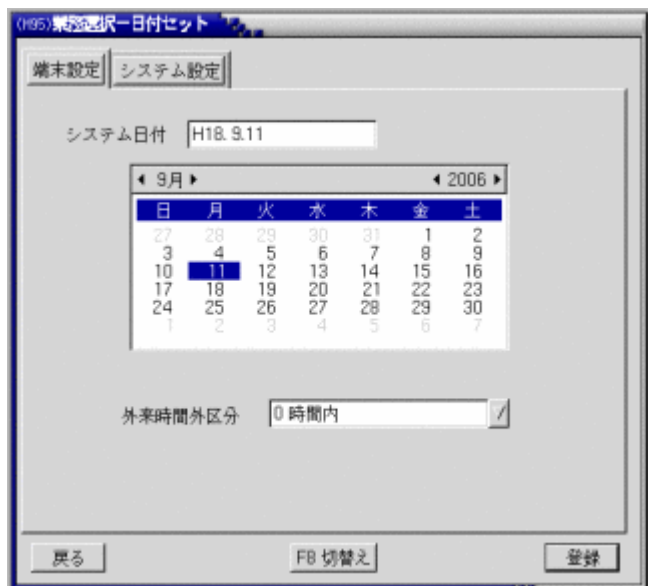 (H95)業務選択ー日付セット
端末設定 システム設定
システム日付 H18. 9.11
9月 2006
日 月 火 水 木 金 土
27 28 29 30 31 1 2
3 4 5 6 7 8 9
10 11 12 13 14 15 16
17 18 19 20 21 22 23
24 25 26 27 28 29 30
1 2 3 4 5 6 7
外来時間外区分 0 時間内
戻る F8 切替え 登録